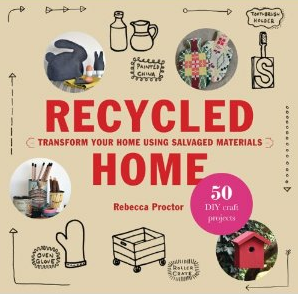 TOOTHBRUSH
HOLDER
PAINTED
CHINA
S
RECYCLED
TRANSFORM YOUR HOME USING SALVAGED MATERIALS
HOME
Rebecca Proctor
50
DIY craft
projects
OVEN
GLOVE
ROLLER
CRATE